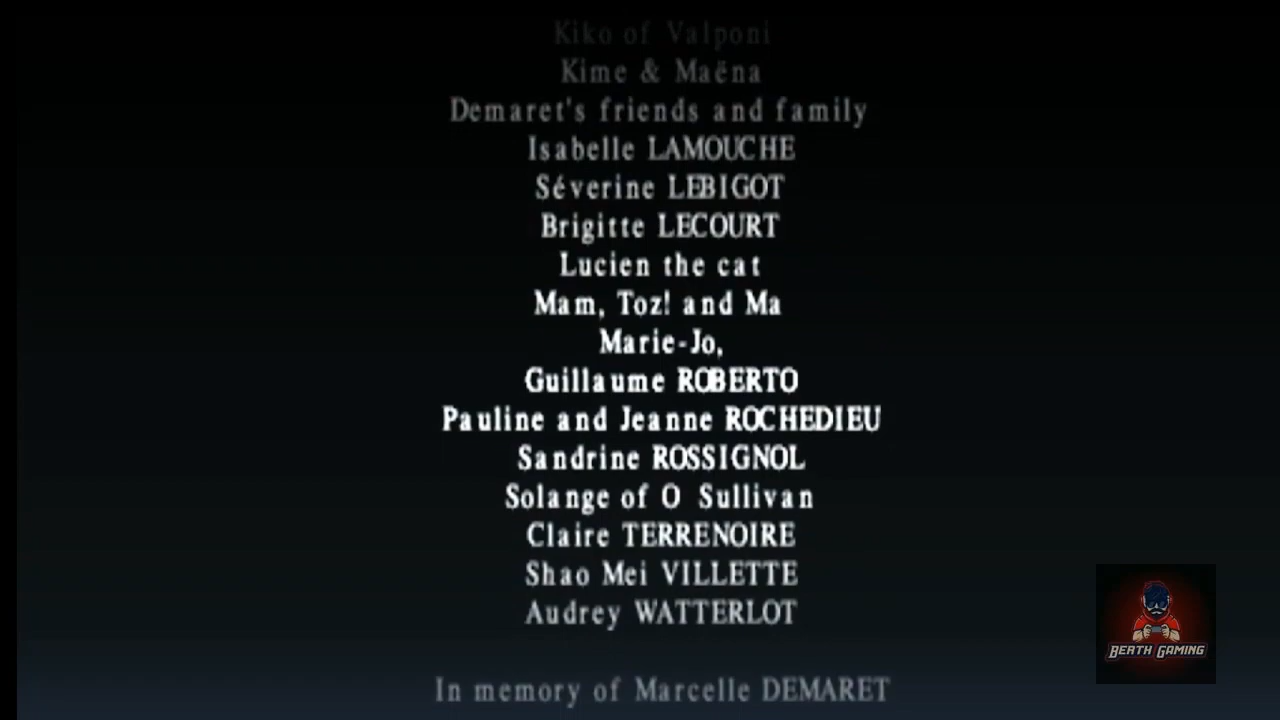 Kiko of Valponi
Kime & Maëna
Demaret's friends and family
Isabelle LAMOUCHE
Séverine LEBIGOT
Brigitte LECOURT
Lucien the cat
Mam, Toz! and Ma
Marie-Jo,
Guillaume ROBERTO
Pauline and Jeanne ROCHEDIEU
Sandrine ROSSIGNOL
Solange of O Sullivan
Claire TERRENOIRE
Shao Mei VILLETTE
Audrey WATTERLOT
In memory of Marcelle DEMARET
BERTH GAMING